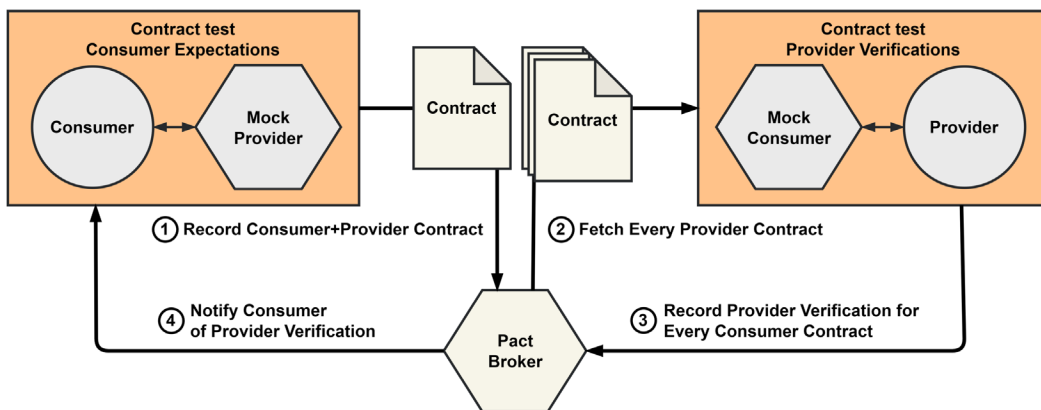 Contract test
Consumer Expectations
Consumer
Mock
Provider
Contract
Contract
Contract test
Provider Verifications
Mock
Consumer
Provider
1 Record Consumer+Provider Contract
2 Fetch Every Provider Contract
4 Notify Consumer
of Provider Verification
3 Record Provider Verification for
Every Consumer Contract
Pact
Broker